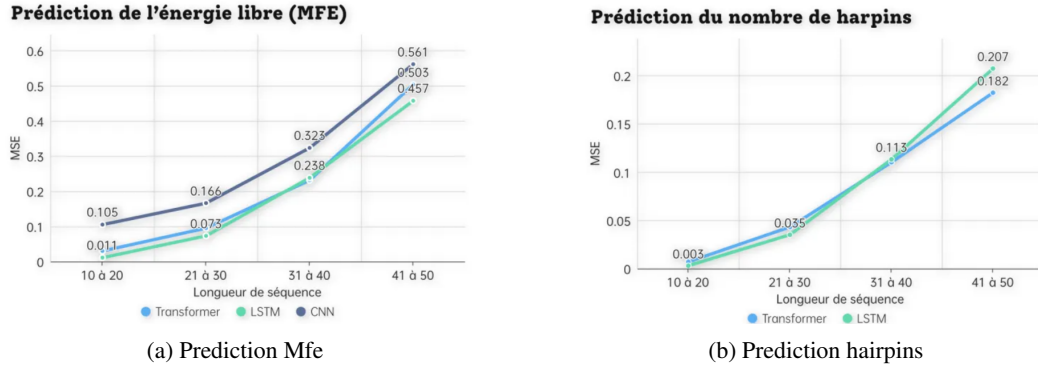 Prédiction de l'énergie libre (MFE)
0.6
0.5
0.4
0.3
0.2
0.1
0
MSE
0.105
0.011
0.166
0.073
0.323
0.238
0.561
0.503
0.457
10 à 20
21 à 30
31 à 40
41 à 50
Longueur de séquence
Transformer LSTM CNN
(a) Prediction Mfe
Prédiction du nombre de harpins
0.2
0.15
0.1
0.05
0
MSE
0.003
0.035
0.113
0.207
0.182
10 à 20
21 à 30
31 à 40
41 à 50
Longueur de séquence
Transformer LSTM
(b) Prediction hairpins